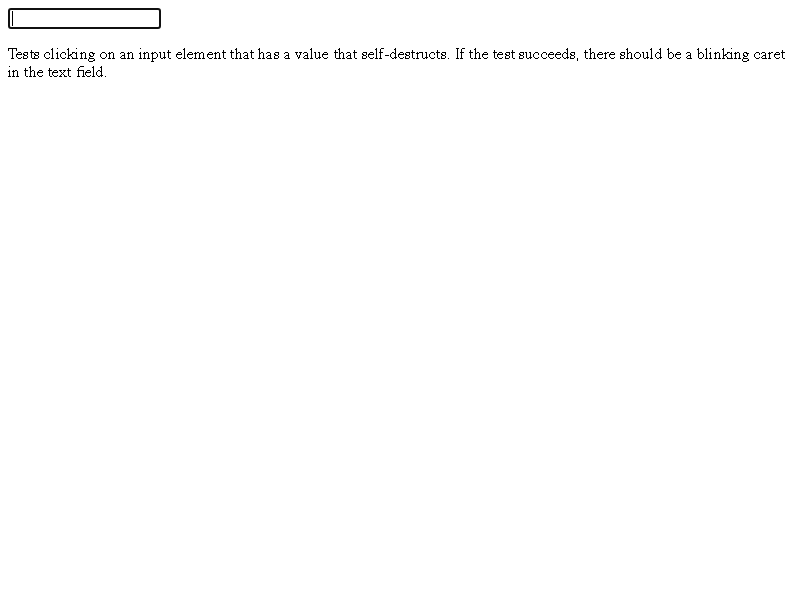 Tests clicking on an input element that has a value that self-destructs. If the test succeeds, there should be a blinking caret
in the text field.